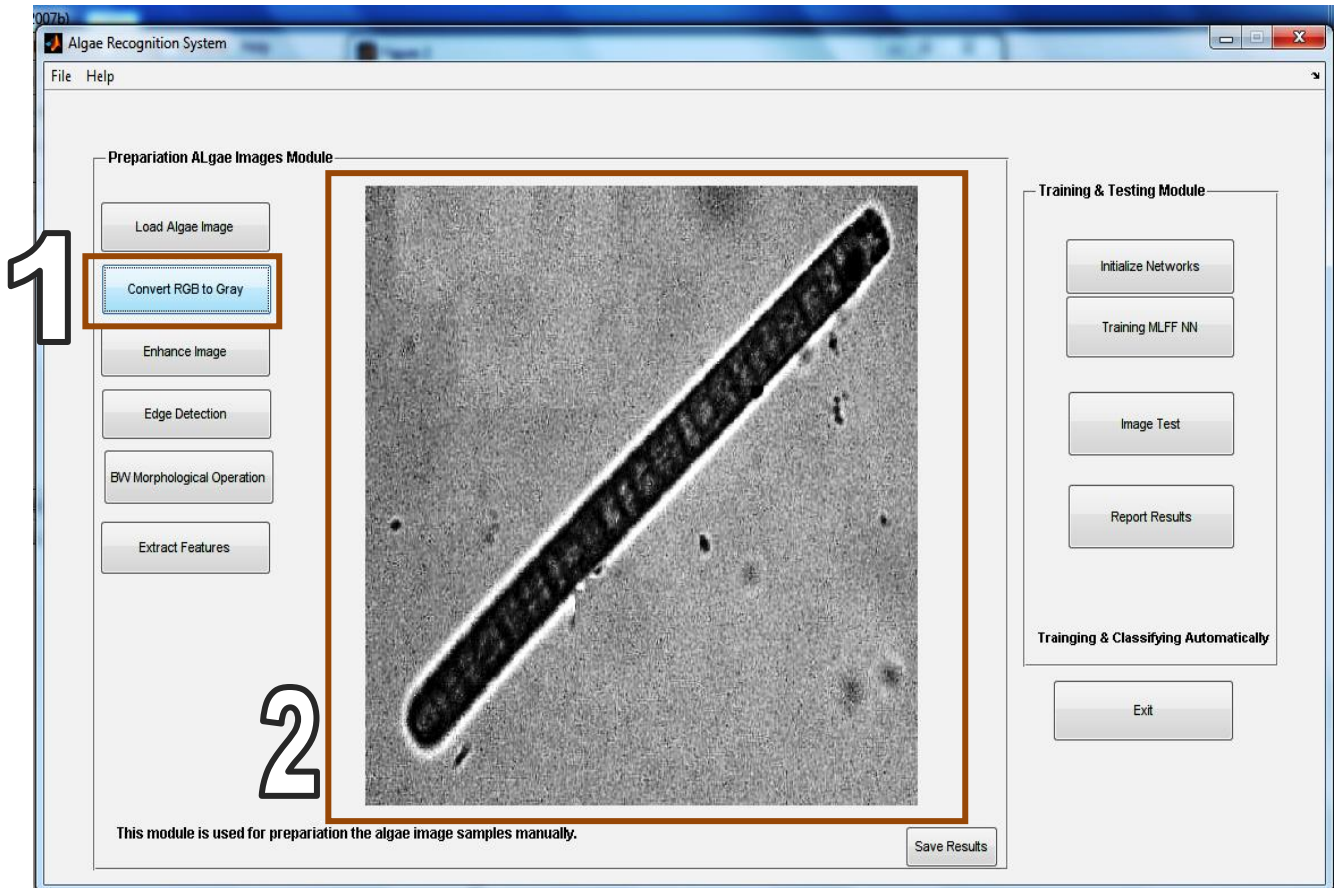 2007b)
Algae Recognition System
File Help
Prepariation ALgae Images Module
Load Algae Image
Convert RGB to Gray
Enhance Image
Edge Detection
BW Morphological Operation
Extract Features
1
2
This module is used for prepariation the algae image samples manually.
Save Results
Training & Testing Module
Initialize Networks
Training MLFF NN
Image Test
Report Results
Trainging & Classifying Automatically
Exit